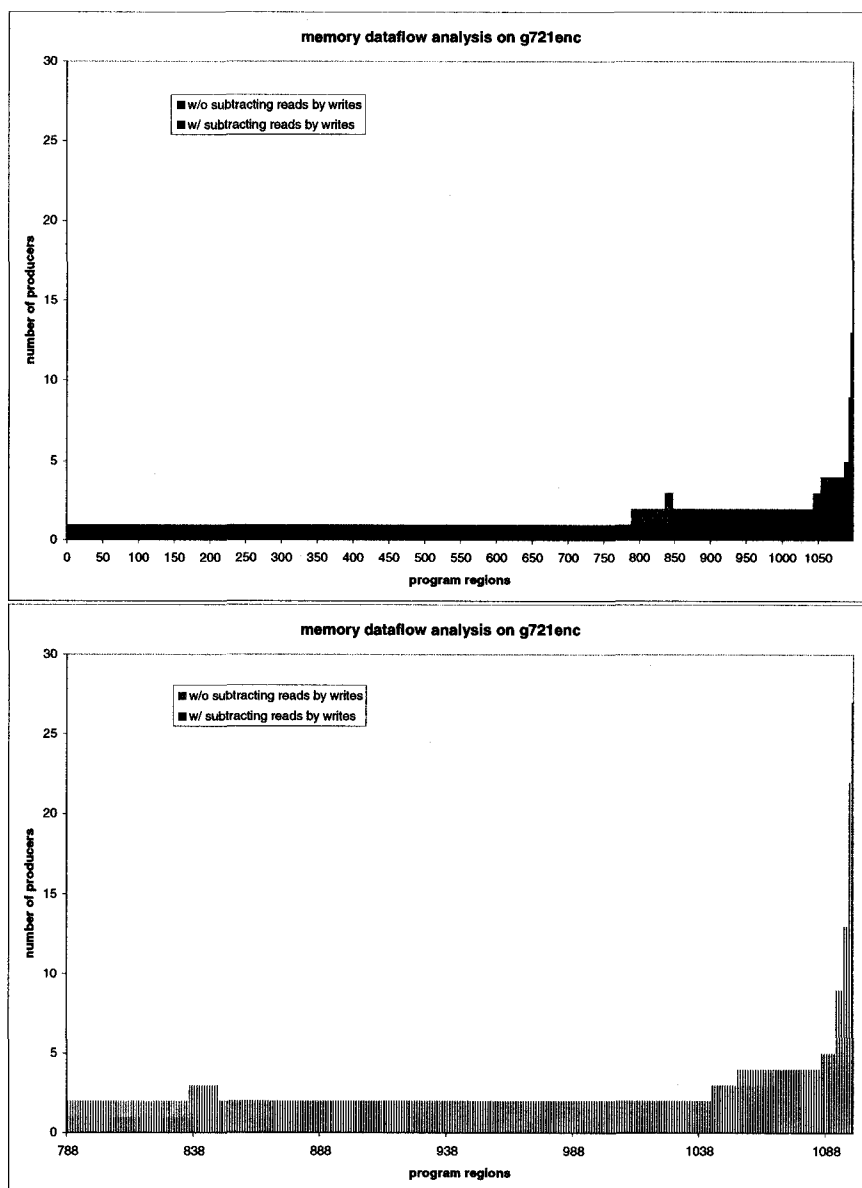 memory dataflow analysis on g721enc
30
25
20
15
10
5
0
number of producers
w/o subtracting reads by writes
w/ subtracting reads by writes
0 50 100 150 200 250 300 350 400 450 500 550 600 650 700 750 800 850 900 950 1000 1050
program regions
memory dataflow analysis on g721enc
30
25
20
15
10
5
0
number of producers
w/o subtracting reads by writes
w/ subtracting reads by writes
788 838 888 938 988 1038 1088
program regions